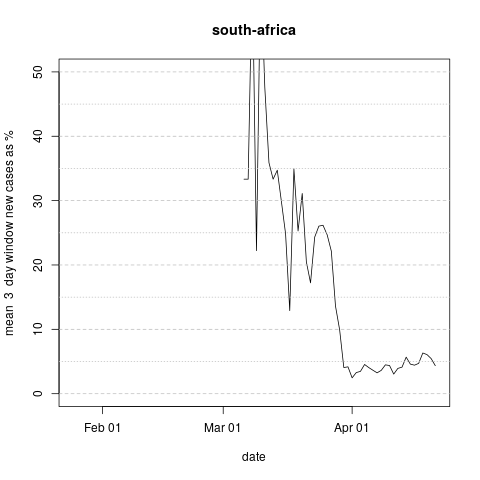 south-africa
mean 3 day window new cases as %
50
40
30
20
10
0
Feb 01
Mar 01
Apr 01
date